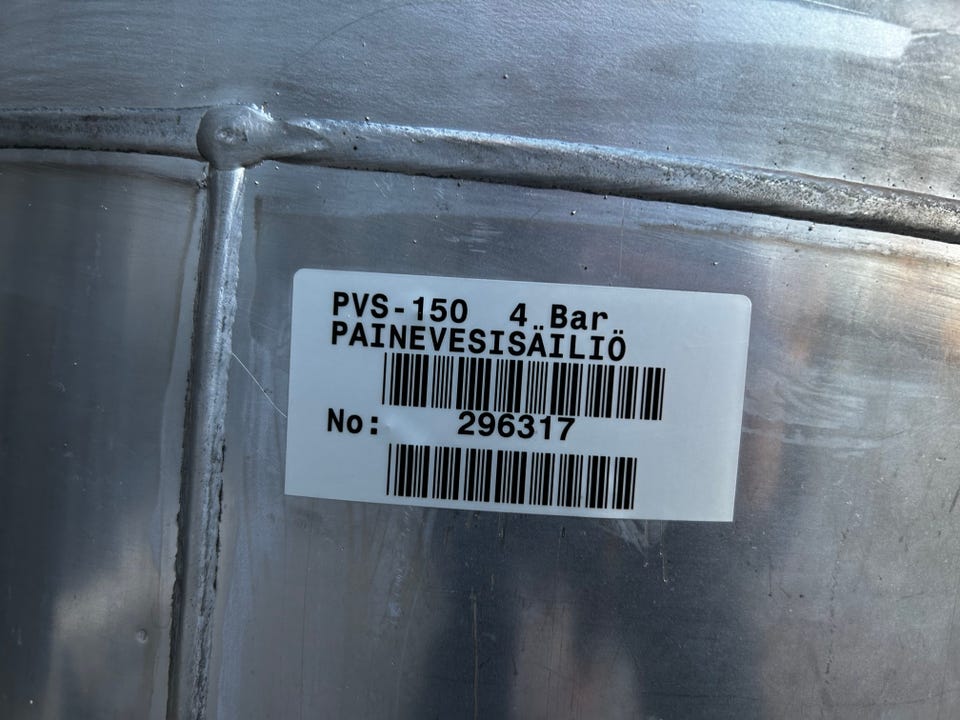 PVS-150 4 Bar
PAINEVESISÄILIÖ
No: 296317